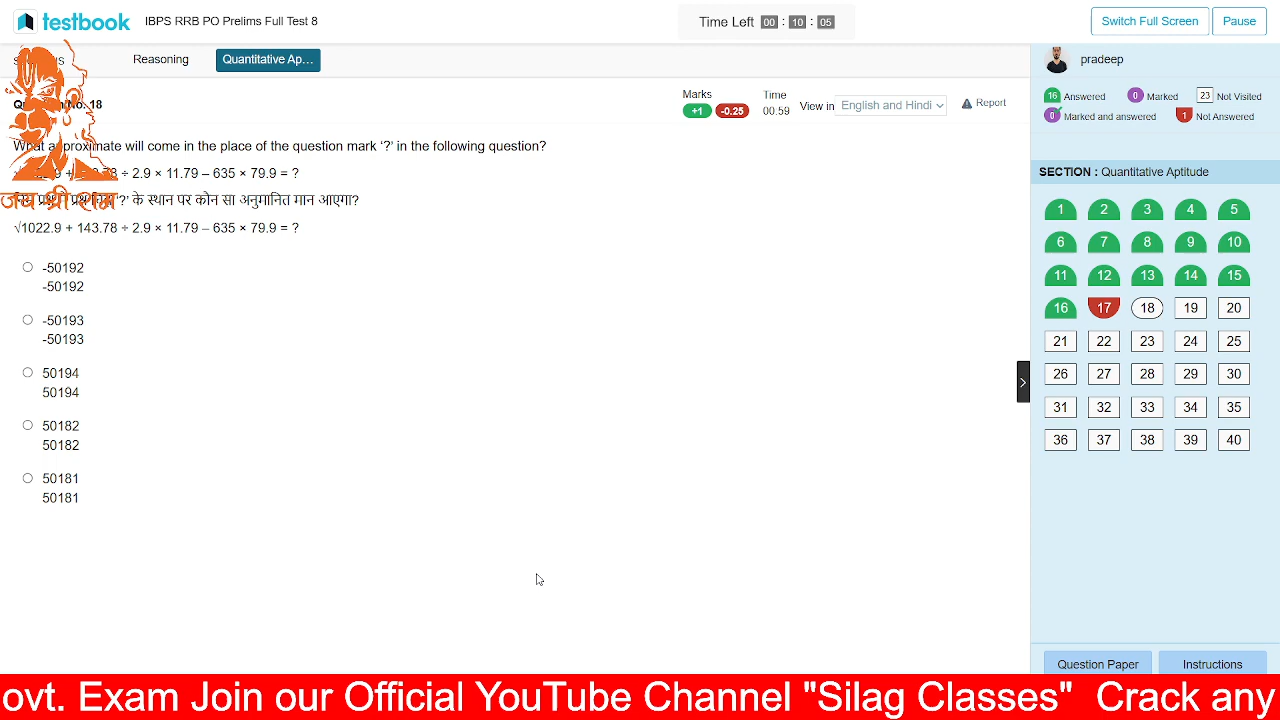 testbook IBPS RRB PO Prelims Full Test 8 Time Left 00 : 10 : 05 Switch Full Screen Pause
Reasoning Quantitative Ap... pradeep
No. 18 Marks Time View in English and Hindi Report 16 Answered 0 Marked 23 Not Visited
+1 -0.25 00:59 0 Marked and answered 1 Not Answered
What approximate will come in the place of the question mark ‘?’ in the following question?
÷ 2.9 × 11.79 – 635 × 79.9 = ? SECTION : Quantitative Aptitude
जय श्री राम ‘?’ के स्थान पर कोन सा अनुमानित मान आएगा?
√1022.9 + 143.78 ÷ 2.9 × 11.79 – 635 × 79.9 = ?
-50192
-50192
-50193
-50193
50194
50194
50182
50182
50181
50181
1 2 3 4 5
6 7 8 9 10
11 12 13 14 15
16 17 18 19 20
21 22 23 24 25
26 27 28 29 30
31 32 33 34 35
36 37 38 39 40
Question Paper Instructions
ovt. Exam Join our Official YouTube Channel "Silag Classes" Crack any